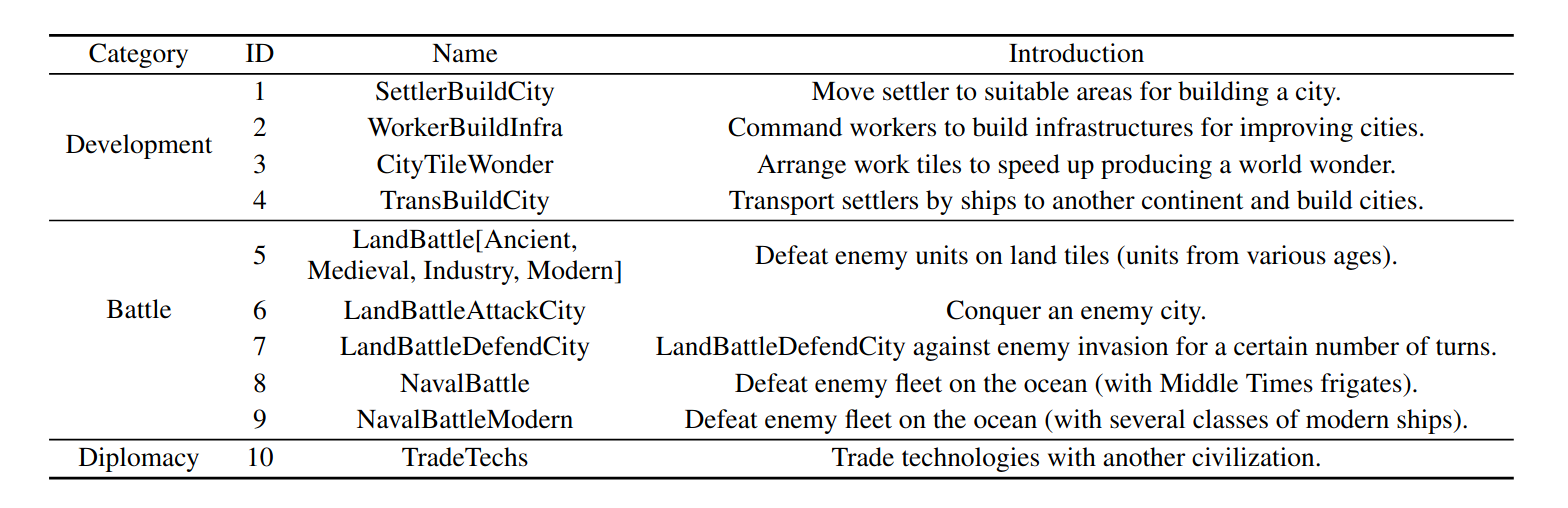 Category ID Name Introduction
1 SettlerBuildCity Move settler to suitable areas for building a city.
2 WorkerBuildInfra Command workers to build infrastructures for improving cities.
Development
3 CityTileWonder Arrange work tiles to speed up producing a world wonder.
4 TransBuildCity Transport settlers by ships to another continent and build cities.
5 LandBattle[Ancient,
Medieval, Industry, Modern] Defeat enemy units on land tiles (units from various ages).
Battle
6 LandBattleAttackCity Conquer an enemy city.
7 LandBattleDefendCity LandBattleDefendCity against enemy invasion for a certain number of turns.
8 NavalBattle Defeat enemy fleet on the ocean (with Middle Times frigates).
9 NavalBattleModern Defeat enemy fleet on the ocean (with several classes of modern ships).
Diplomacy 10 TradeTechs Trade technologies with another civilization.